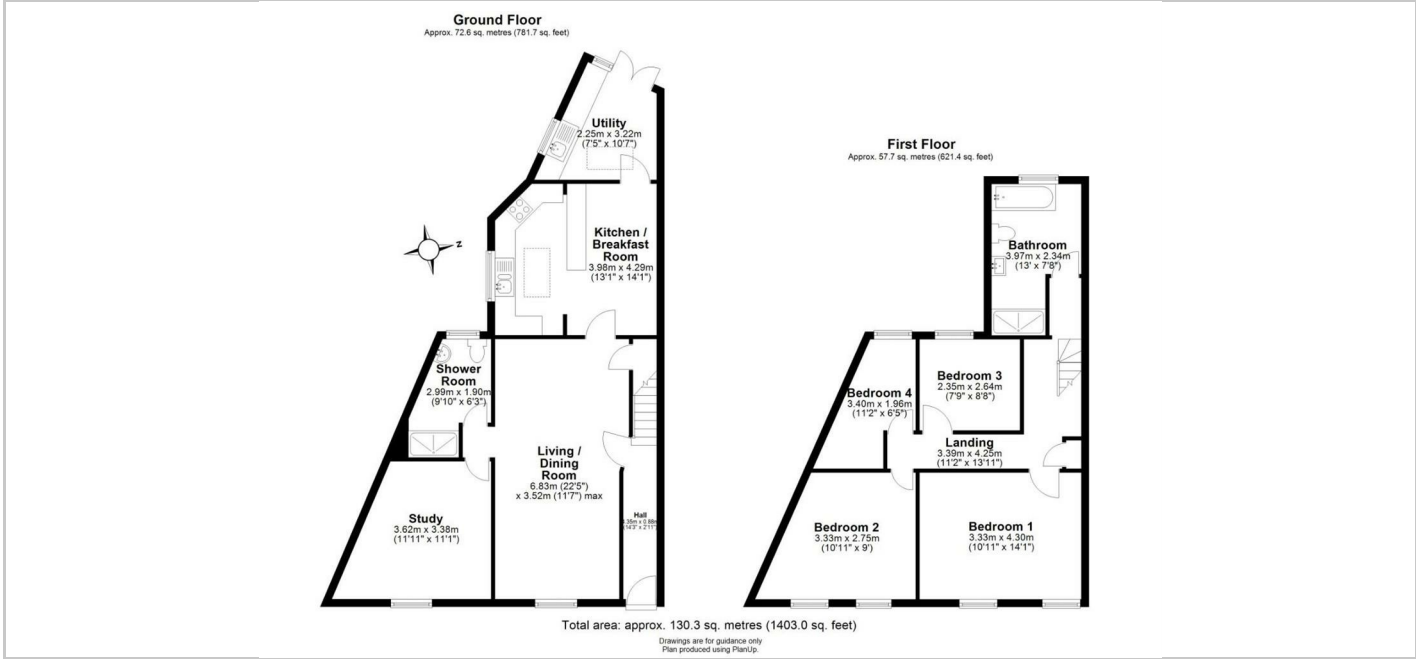 Ground Floor
Approx. 72.6 sq. metres (781.7 sq. feet)
Utility
2.25m x 3.22m
(7'5" x 10'7")
Kitchen /
Breakfast
Room
3.98m x 4.29m
(13'1" x 14'1")
N
Shower
Room
2.99m x 1.90m
(9'10" x 6'3")
Living /
Dining
Room
6.83m (22'5")
x 3.52m (11'7") max
Study
3.62m x 3.38m
(11'11" x 11'1")
Hall
(14'3" x 2'11")
First Floor
Approx. 57.7 sq. metres (621.4 sq. feet)
Bathroom
3.97m x 2.34m
(13' x 7'8")
Bedroom 3
2.35m x 2.64m
(7'9" x 8'8")
Bedroom 4
3.40m x 1.96m
(11'2" x 6'5")
Landing
3.39m x 4.25m
(11'2" x 13'11")
Bedroom 2
3.33m x 2.75m
(10'11" x 9')
Bedroom 1
3.33m x 4.30m
(10'11" x 14'1")
Total area: approx. 130.3 sq. metres (1403.0 sq. feet)
Drawings are for guidance only
Plan produced using PlanUp.